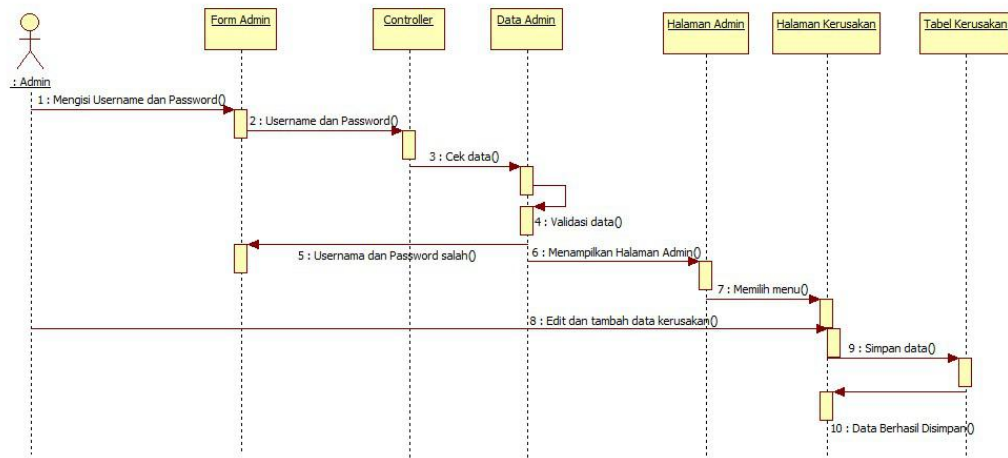 Form Admin
Controller
Data Admin
Halaman Admin
Halaman Kerusakan
Tabel Kerusakan
: Admin
1 : Mengisi Username dan Password()
2 : Username dan Password()
3 : Cek data()
4 : Validasi data()
5 : Usernama dan Password salah()
6 : Menampilkan Halaman Admin()
7 : Memilih menu()
8 : Edit dan tambah data kerusakan()
9 : Simpan data()
10 : Data Berhasil Disimpan()